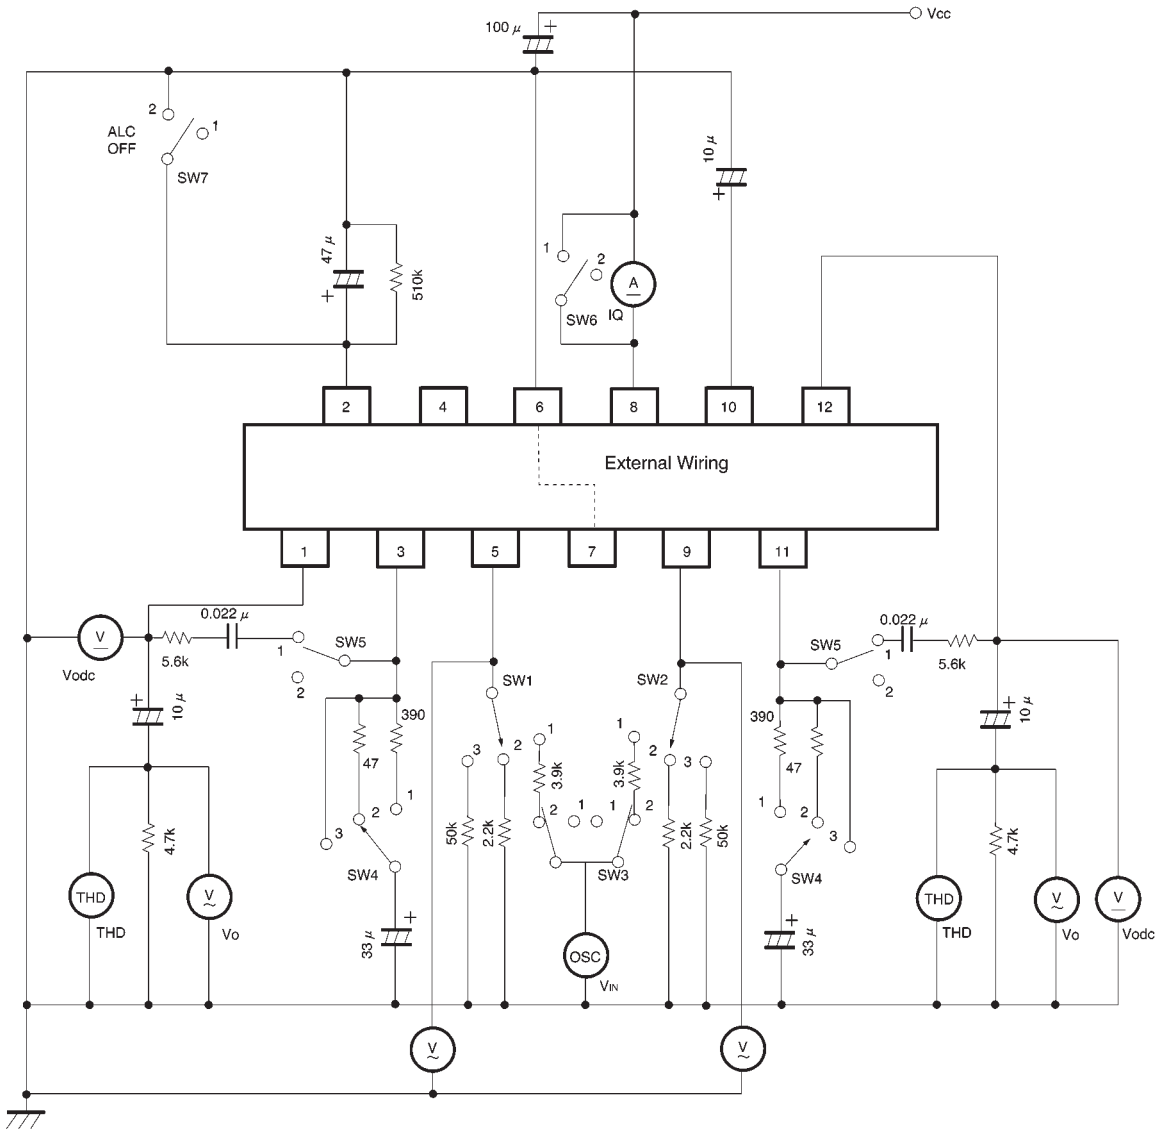 100 μ
+
Vcc
2
1
ALC
OFF
SW7
10 μ
+
47 μ
+
510k
1
2
A
SW6
IQ
2
4
6
8
10
12
External Wiring
1
3
5
7
9
11
0.022 μ
V
Vodc
5.6k
1
SW5
2
+
10 μ
390
47
1
2
3
SW4
+
33 μ
4.7k
THD
THD
V
~
Vo
SW1
3
2
50k
2.2k
1
3.9k
2
1
1
2
1
3.9k
SW3
OSC
VIN
SW2
2
3
2.2k
50k
V
~
V
~
0.022 μ
SW5
1
2
5.6k
390
47
1
2
3
SW4
+
33 μ
+
10 μ
4.7k
THD
THD
V
~
Vo
V
Vodc